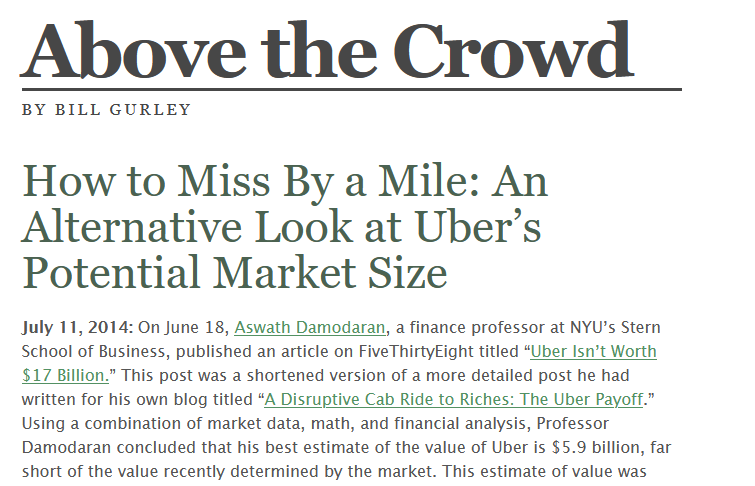 Above the Crowd
BY BILL GURLEY
How to Miss By a Mile: An
Alternative Look at Uber’s
Potential Market Size
July 11, 2014: On June 18, Aswath Damodaran, a finance professor at NYU’s Stern
School of Business, published an article on FiveThirtyEight titled “Uber Isn’t Worth
$17 Billion.” This post was a shortened version of a more detailed post he had
written for his own blog titled “A Disruptive Cab Ride to Riches: The Uber Payoff.”
Using a combination of market data, math, and financial analysis, Professor
Damodaran concluded that his best estimate of the value of Uber is $5.9 billion, far
short of the value recently determined by the market. This estimate of value was